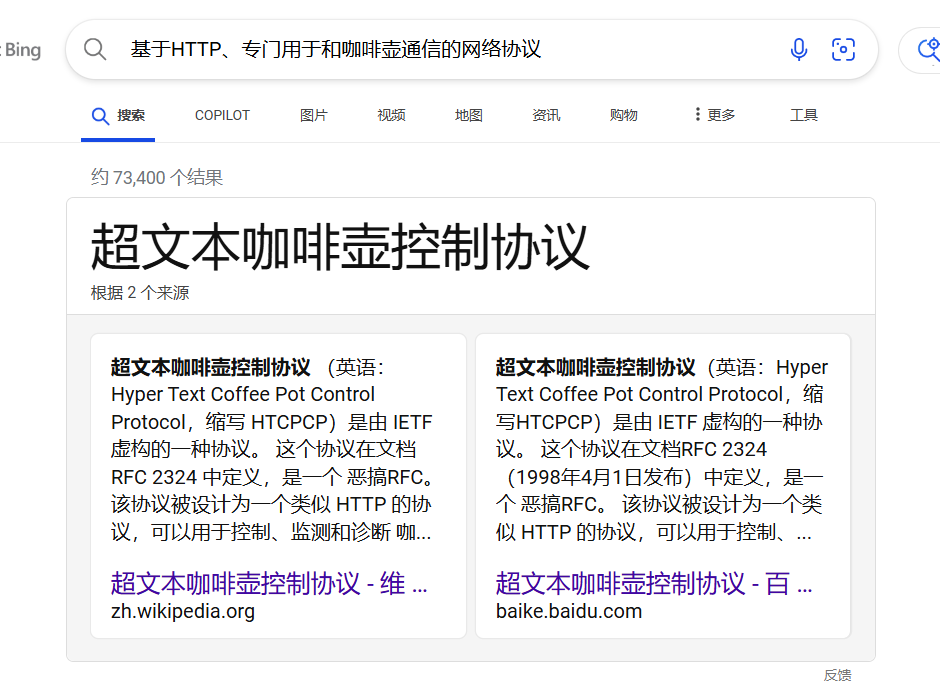 Bing
基于HTTP、专门用于和咖啡壶通信的网络协议
搜索 COPILOT 图片 视频 地图 资讯 购物 更多 工具
约 73,400 个结果
超文本咖啡壶控制协议
根据 2 个来源
超文本咖啡壶控制协议 （英语：
Hyper Text Coffee Pot Control
Protocol，缩写 HTCPCP）是由 IETF
虚构的一种协议。 这个协议在文档
RFC 2324 中定义，是一个 恶搞RFC。
该协议被设计为一个类似 HTTP 的协
议，可以用于控制、监测和诊断 咖...
超文本咖啡壶控制协议 - 维 ...
zh.wikipedia.org
超文本咖啡壶控制协议（英语：Hyper
Text Coffee Pot Control Protocol，缩
写HTCPCP）是由 IETF 虚构的一种协
议。 这个协议在文档RFC 2324
（1998年4月1日发布）中定义，是一
个 恶搞RFC。 该协议被设计为一个类
似 HTTP 的协议，可以用于控制、...
超文本咖啡壶控制协议 - 百 ...
baike.baidu.com
反馈